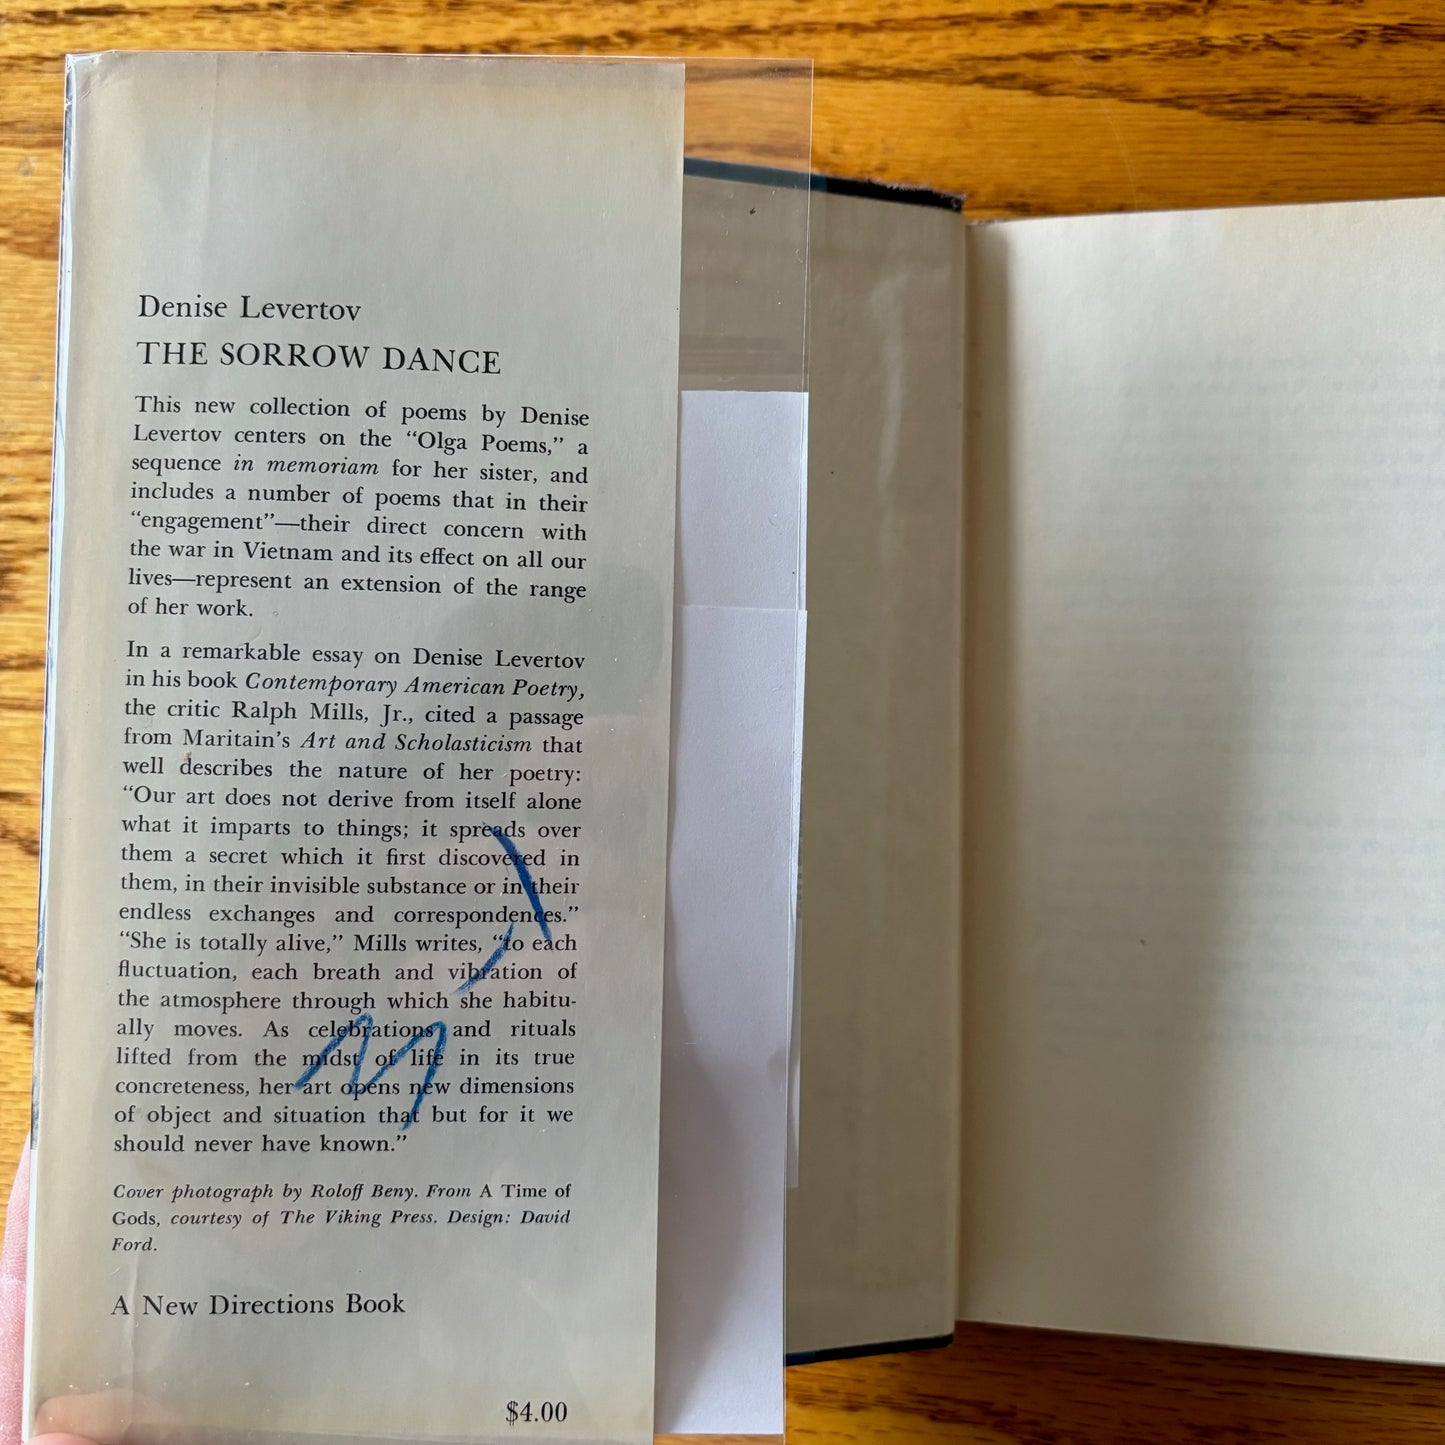 Denise Levertov
THE SORROW DANCE
This new collection of poems by Denise
Levertov centers on the “Olga Poems,” a
sequence in memoriam for her sister, and
includes a number of poems that in their
“engagement”—their direct concern with
the war in Vietnam and its effect on all our
lives—represent an extension of the range
of her work.
In a remarkable essay on Denise Levertov
in his book Contemporary American Poetry,
the critic Ralph Mills, Jr., cited a passage
from Maritain’s Art and Scholasticism that
well describes the nature of her poetry:
“Our art does not derive from itself alone
what it imparts to things; it spreads over
them a secret which it first discovered in
them, in their invisible substance or in their
endless exchanges and correspondences.”
“She is totally alive,” Mills writes, “to each
fluctuation, each breath and vibration of
the atmosphere through which she habitu-
ally moves. As celebrations and rituals
lifted from the midst of life in its true
concreteness, her art opens new dimensions
of object and situation that but for it we
should never have known.”
Cover photograph by Roloff Beny. From A Time of
Gods, courtesy of The Viking Press. Design: David
Ford.
A New Directions Book
$4.00